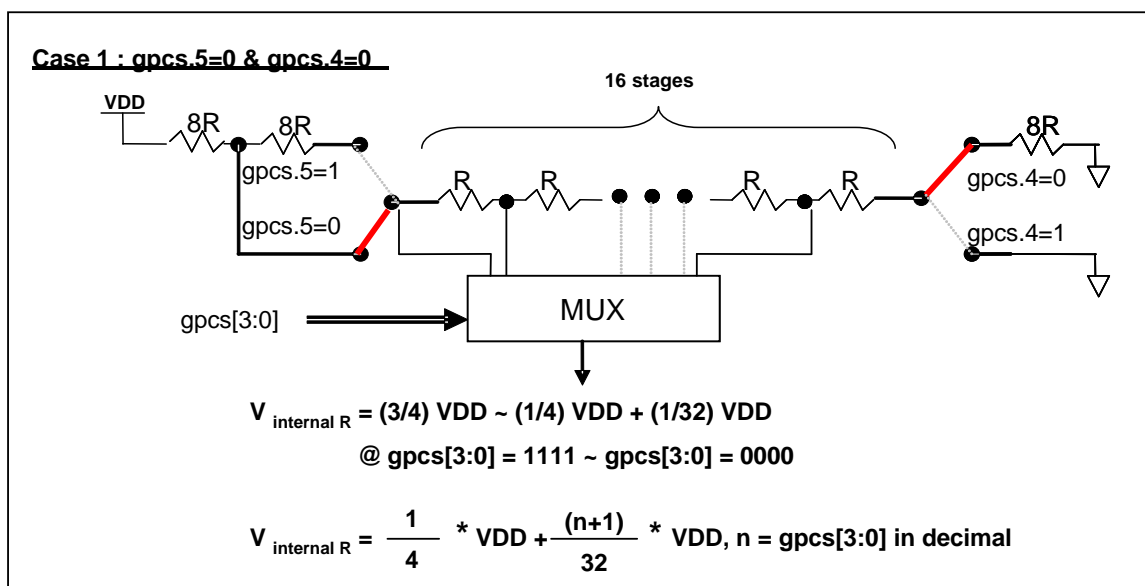 Case 1 : gpcs.5=0 & gpcs.4=0
16 stages
VDD
8R 8R 8R
gpcs.5=1
R R R R
gpcs.4=0
gpcs.5=0
gpcs.4=1
MUX
gpcs[3:0]
V internal R = (3/4) VDD ~ (1/4) VDD + (1/32) VDD
@ gpcs[3:0] = 1111 ~ gpcs[3:0] = 0000
V internal R = 1/4 * VDD + (n+1)/32 * VDD, n = gpcs[3:0] in decimal